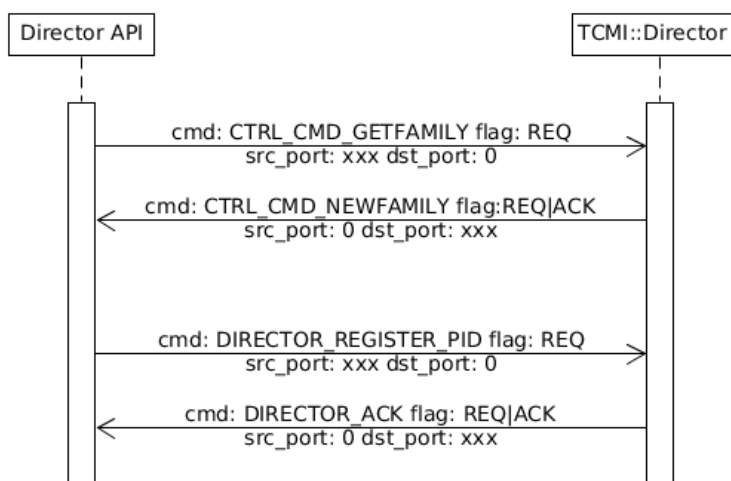 Director API
TCMI::Director
cmd: CTRL_CMD_GETFAMILY flag: REQ
src_port: xxx dst_port: 0
cmd: CTRL_CMD_NEWFAMILY flag:REQ|ACK
src_port: 0 dst_port: xxx
cmd: DIRECTOR_REGISTER_PID flag: REQ
src_port: xxx dst_port: 0
cmd: DIRECTOR_ACK flag: REQ|ACK
src_port: 0 dst_port: xxx